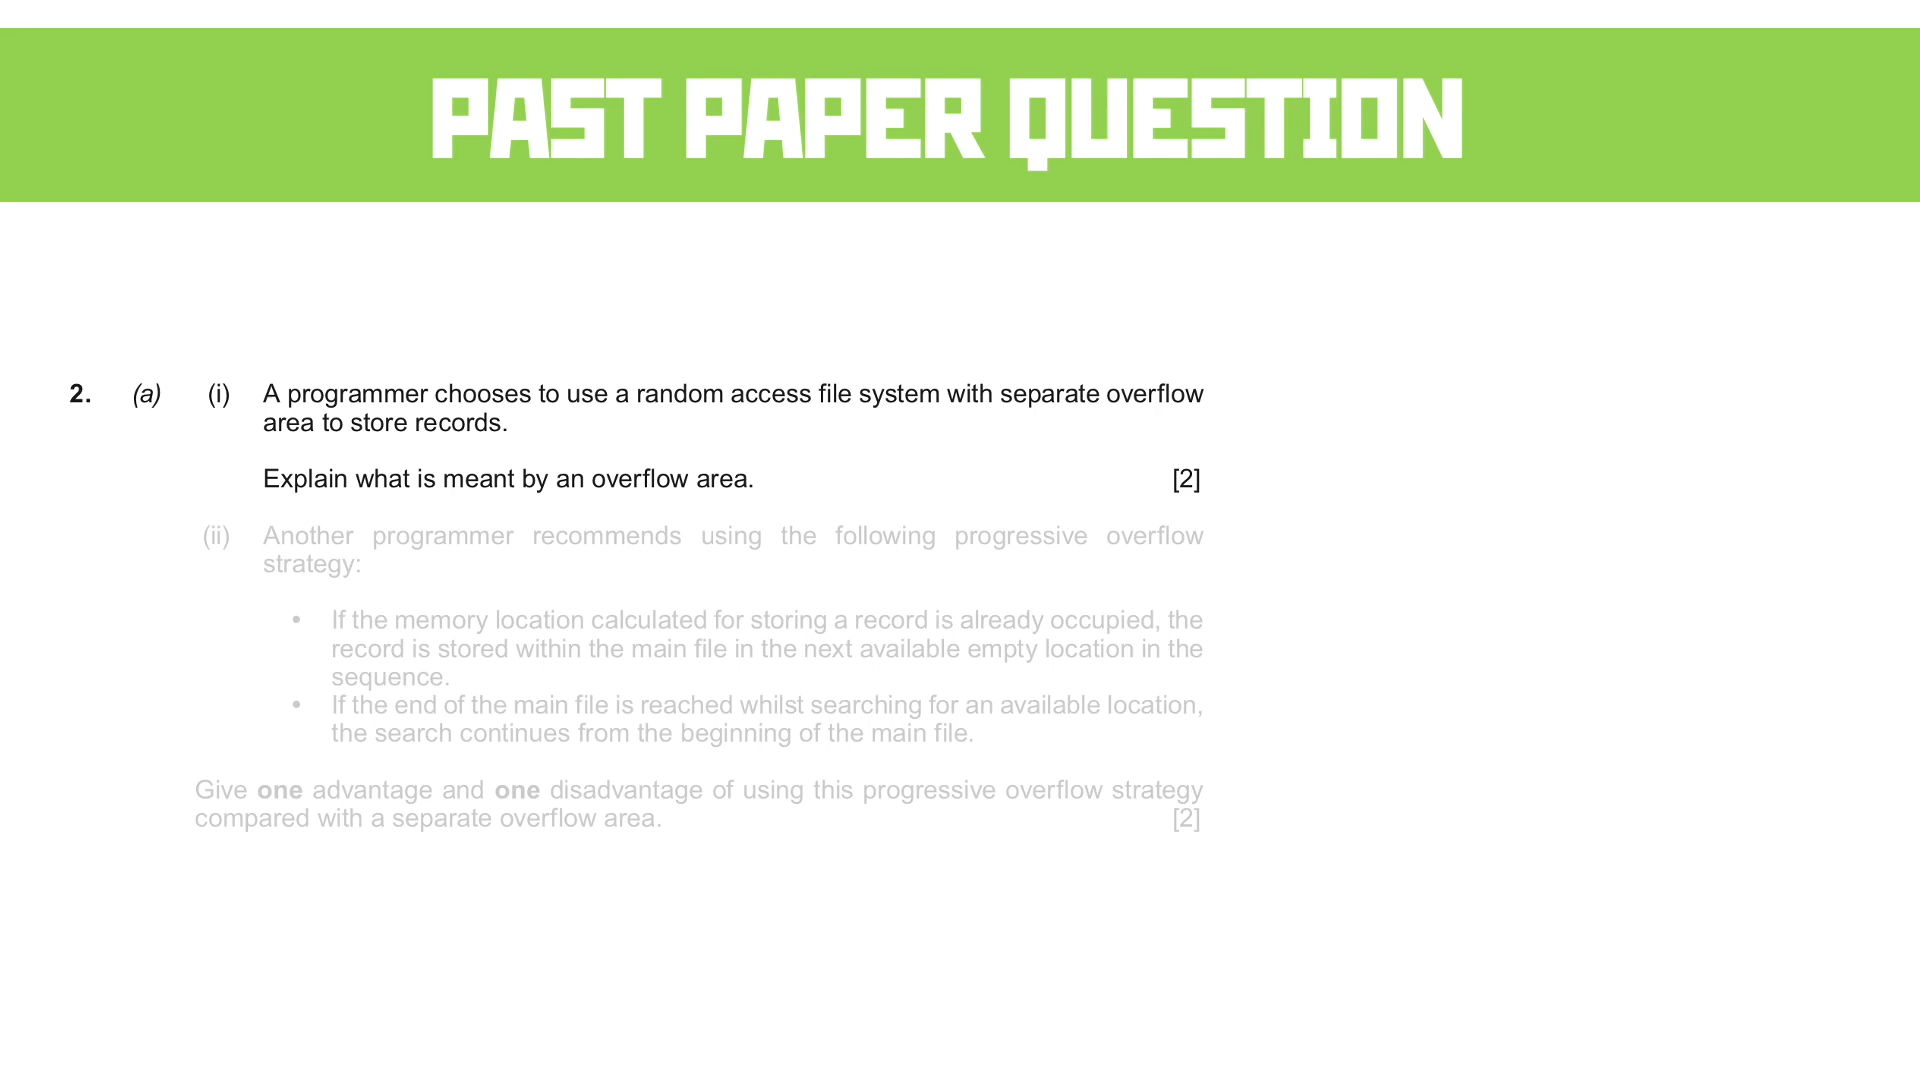 PAST PAPER QUESTION
2. (a) (i) A programmer chooses to use a random access file system with separate overflow
area to store records.
Explain what is meant by an overflow area. [2]
(ii) Another programmer recommends using the following progressive overflow
strategy:
• If the memory location calculated for storing a record is already occupied, the
record is stored within the main file in the next available empty location in the
sequence.
• If the end of the main file is reached whilst searching for an available location,
the search continues from the beginning of the main file.
Give one advantage and one disadvantage of using this progressive overflow strategy
compared with a separate overflow area. [2]